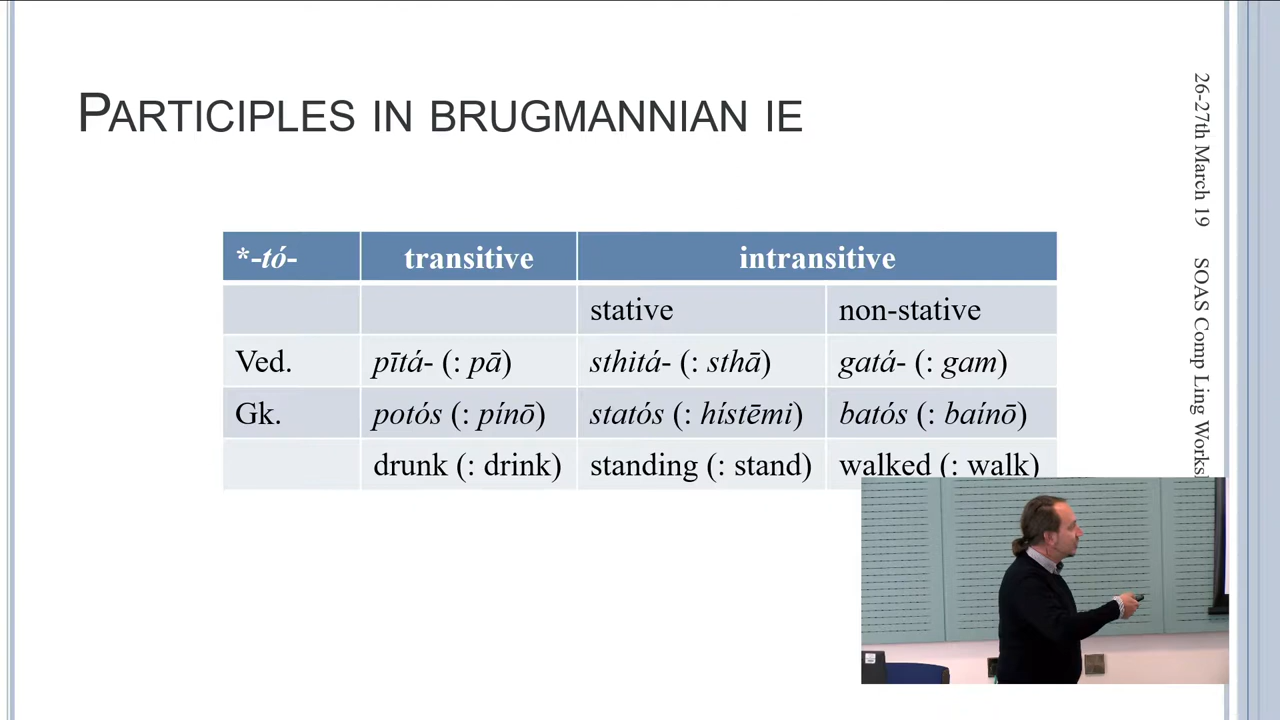 PARTICIPLES IN BRUGMANNIAN IE
*-tó- transitive intransitive
stative non-stative
Ved. pītá- (: pā) sthitá- (: sthā) gatá- (: gam)
Gk. potós (: pínō) statós (: hístēmi) batós (: baínō)
drunk (: drink) standing (: stand) walked (: walk)
26-27th March 19 SOAS Comp Ling